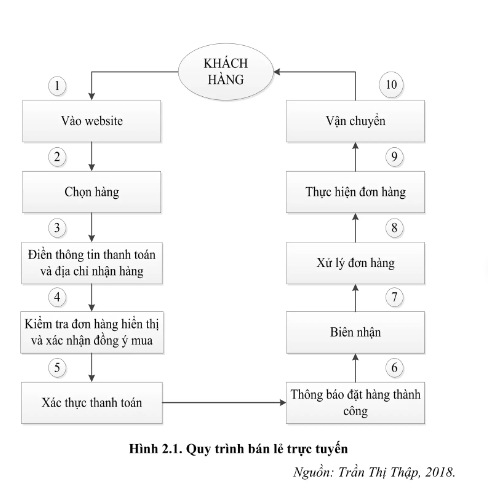 KHÁCH
HÀNG
1
Vào website
2
Chọn hàng
3
Điền thông tin thanh toán
và địa chỉ nhận hàng
4
Kiểm tra đơn hàng hiển thị
và xác nhận đồng ý mua
5
Xác thực thanh toán
6
Thông báo đặt hàng thành
công
7
Biên nhận
8
Xử lý đơn hàng
9
Thực hiện đơn hàng
10
Vận chuyển
Hình 2.1. Quy trình bán lẻ trực tuyến
Nguồn: Trần Thị Thập, 2018.